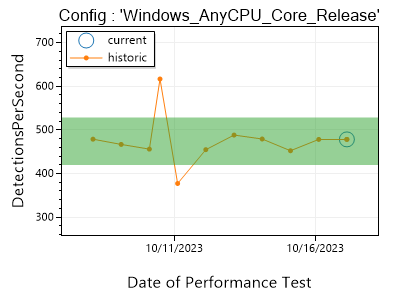 Config : 'Windows_AnyCPU_Core_Release'
current
historic
DetectionsPerSecond
700
600
500
400
300
10/11/2023
10/16/2023
Date of Performance Test